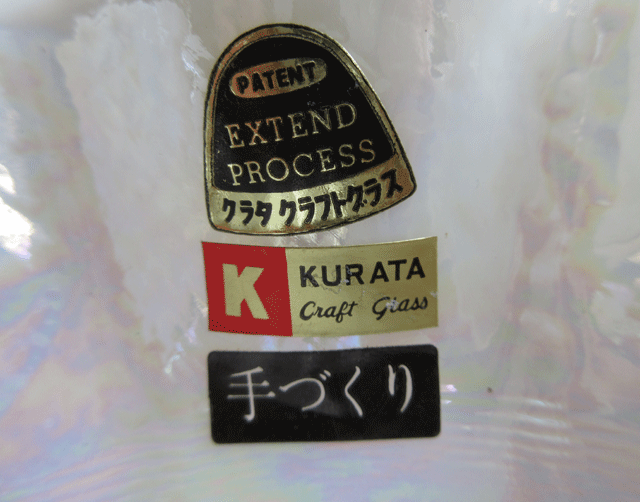 PATENT
EXTEND
PROCESS
クラタ クラフトグラス
K KURATA
Craft Glass
手づくり